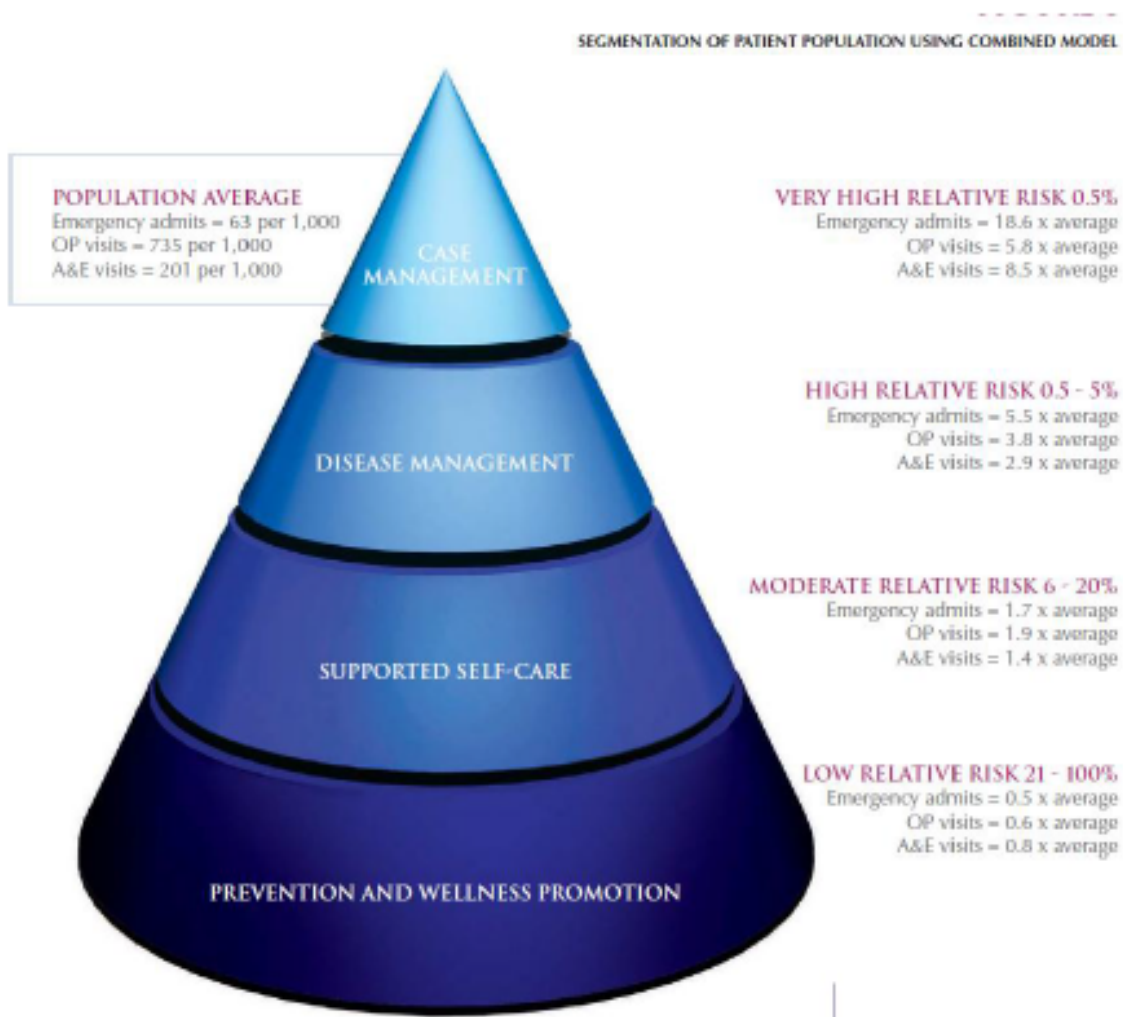 SEGMENTATION OF PATIENT POPULATION USING COMBINED MODEL
POPULATION AVERAGE
Emergency admits = 63 per 1,000
OP visits = 735 per 1,000
A&E visits = 201 per 1,000
CASE
MANAGEMENT
VERY HIGH RELATIVE RISK 0.5%
Emergency admits = 18.6 x average
OP visits = 5.8 x average
A&E visits = 8.5 x average
DISEASE MANAGEMENT
HIGH RELATIVE RISK 0.5 - 5%
Emergency admits = 5.5 x average
OP visits = 3.8 x average
A&E visits = 2.9 x average
SUPPORTED SELF-CARE
MODERATE RELATIVE RISK 6 - 20%
Emergency admits = 1.7 x average
OP visits = 1.9 x average
A&E visits = 1.4 x average
PREVENTION AND WELLNESS PROMOTION
LOW RELATIVE RISK 21 - 100%
Emergency admits = 0.5 x average
OP visits = 0.6 x average
A&E visits = 0.8 x average